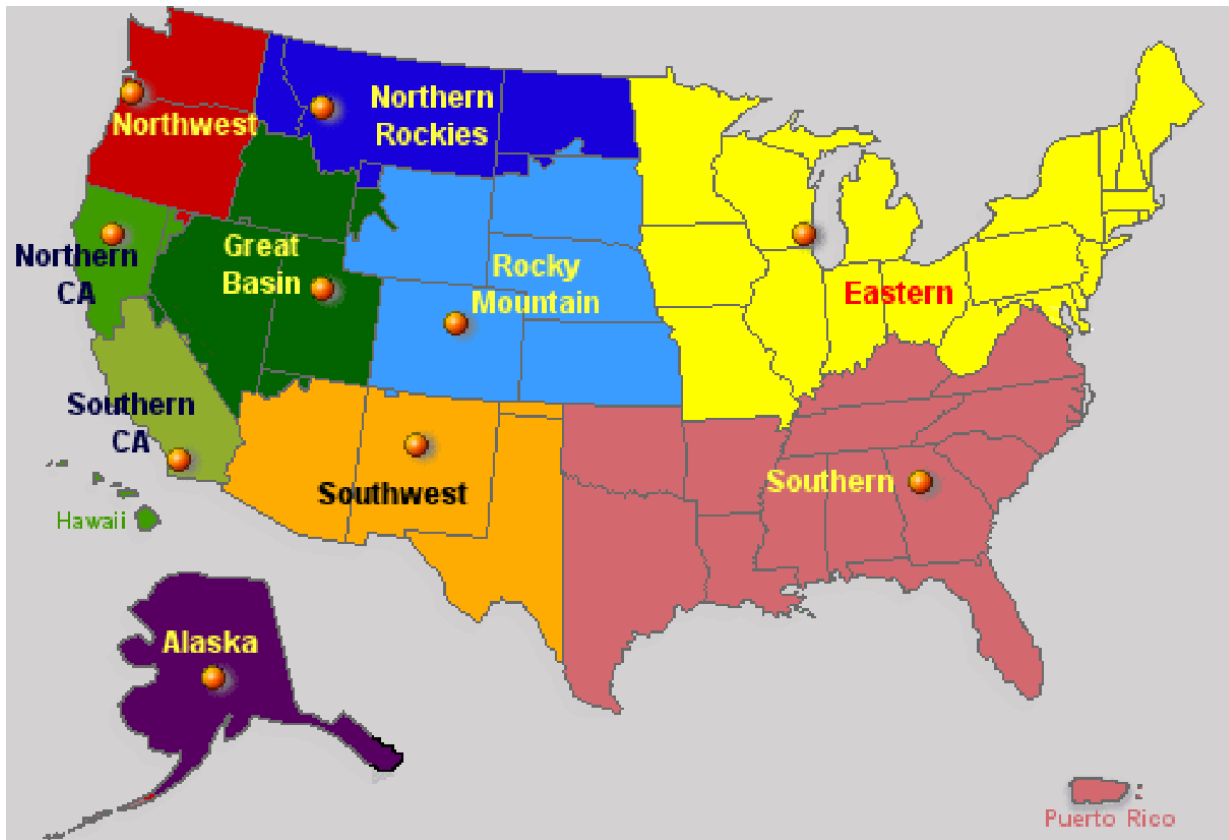 Northwest
Northern
Rockies
Northern
CA
Great
Basin
Rocky
Mountain
Eastern
Southern
CA
Southwest
Southern
Hawaii
Alaska
Puerto Rico